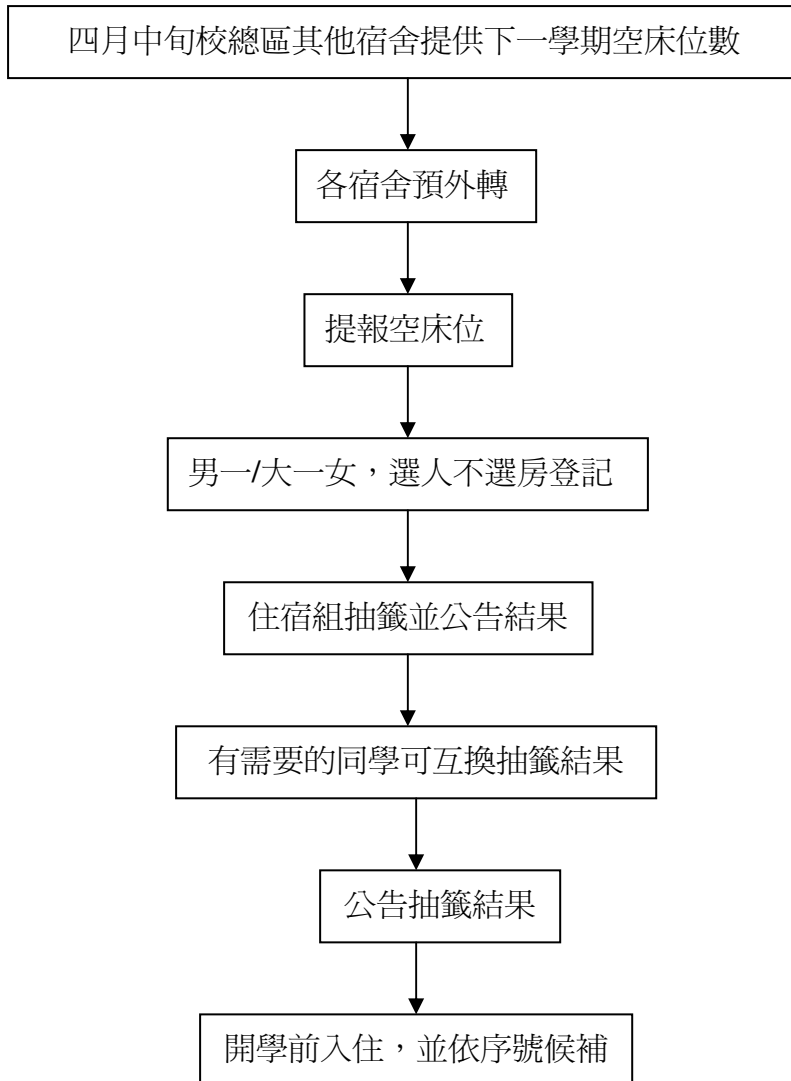 四月中旬校總區其他宿舍提供下一學期空床位數
各宿舍預外轉
提報空床位
男一/大一女，選人不選房登記
住宿組抽籤並公告結果
有需要的同學可互換抽籤結果
公告抽籤結果
開學前入住，並依序號候補